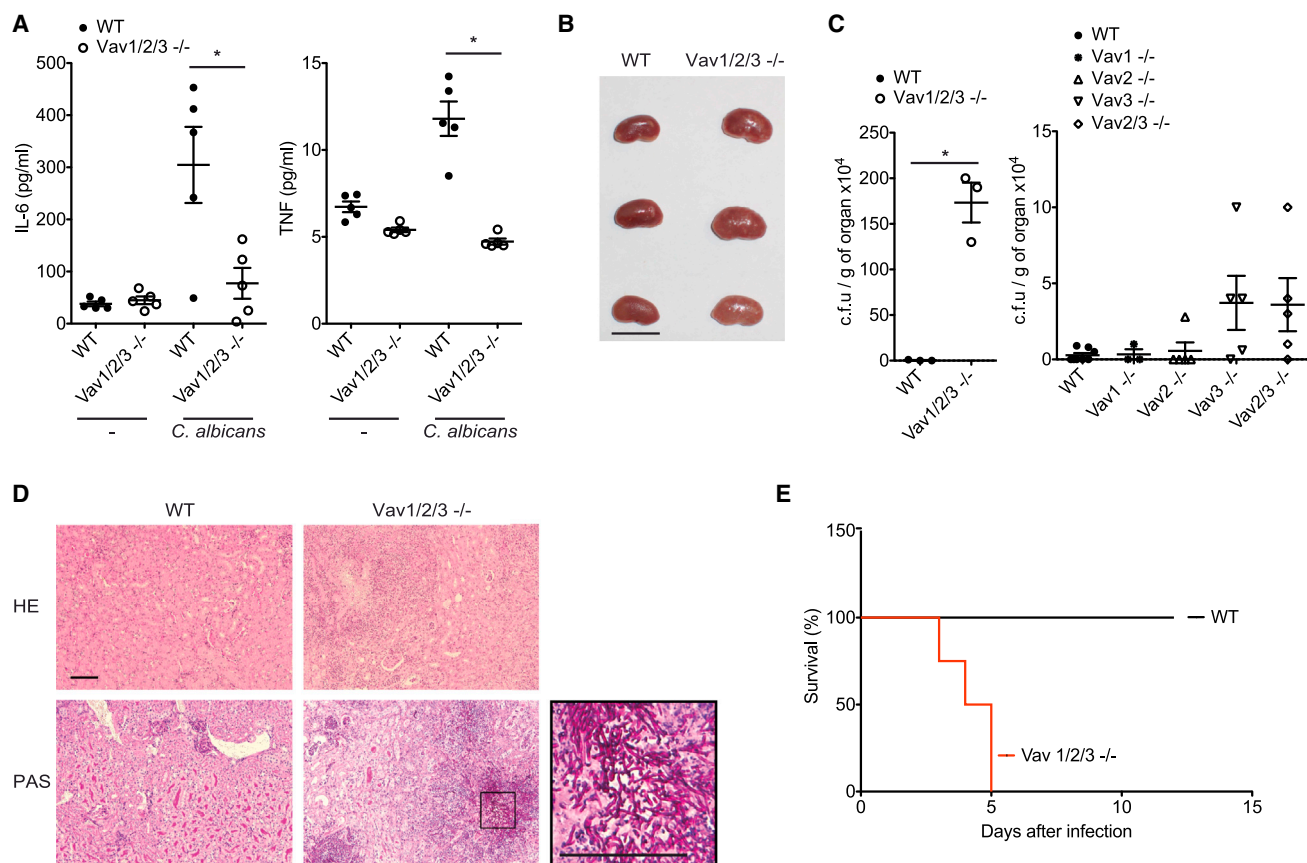 A
WT
Vav1/2/3 -/-
IL-6 (pg/ml)
500
400
300
200
100
0
*
WT
Vav1/2/3 -/-
WT
Vav1/2/3 -/-
-
C. albicans
TNF (pg/ml)
15
10
5
0
*
WT
Vav1/2/3 -/-
WT
Vav1/2/3 -/-
-
C. albicans
B
WT Vav1/2/3 -/-
C
WT
Vav1/2/3 -/-
c.f.u / g of organ x10⁴
250
200
150
100
50
0
*
WT
Vav1/2/3 -/-
WT
Vav1 -/-
Vav2 -/-
Vav3 -/-
Vav2/3 -/-
c.f.u / g of organ x10⁴
15
10
5
0
WT
Vav1 -/-
Vav2 -/-
Vav3 -/-
Vav2/3 -/-
D
WT Vav1/2/3 -/-
HE
PAS
E
Survival (%)
150
100
50
0
WT
Vav 1/2/3 -/-
0 5 10 15
Days after infection